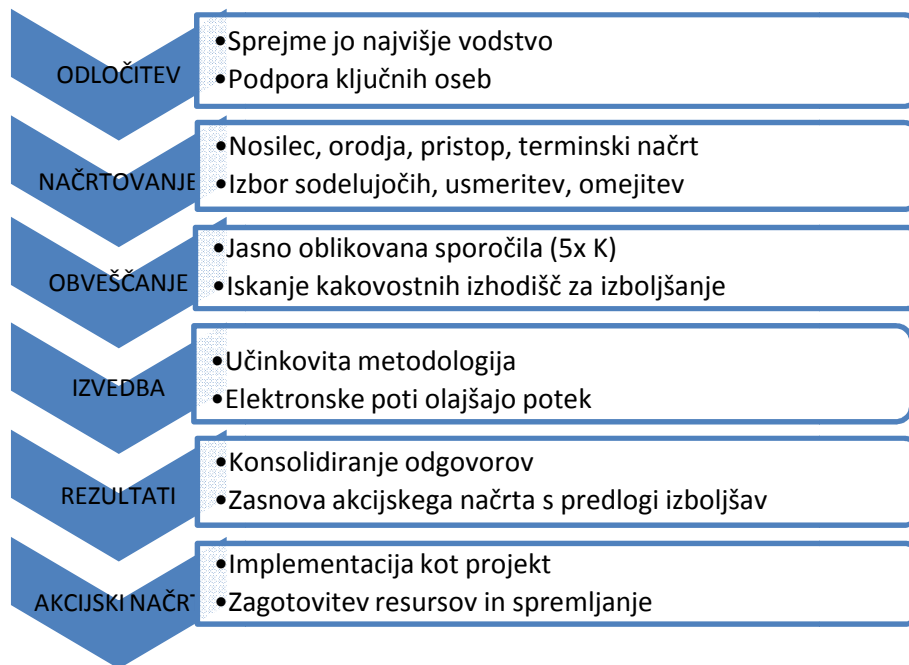 ODLOČITEV
•Sprejme jo najvišje vodstvo
•Podpora ključnih oseb
NAČRTOVANJE
•Nosilec, orodja, pristop, terminski načrt
•Izbor sodelujočih, usmeritev, omejitev
OBVEŠČANJE
•Jasno oblikovana sporočila (5x K)
•Iskanje kakovostnih izhodišč za izboljšanje
IZVEDBA
•Učinkovita metodologija
•Elektronske poti olajšajo potek
REZULTATI
•Konsolidiranje odgovorov
•Zasnova akcijskega načrta s predlogi izboljšav
AKCIJSKI NAČRT
•Implementacija kot projekt
•Zagotovitev resursov in spremljanje